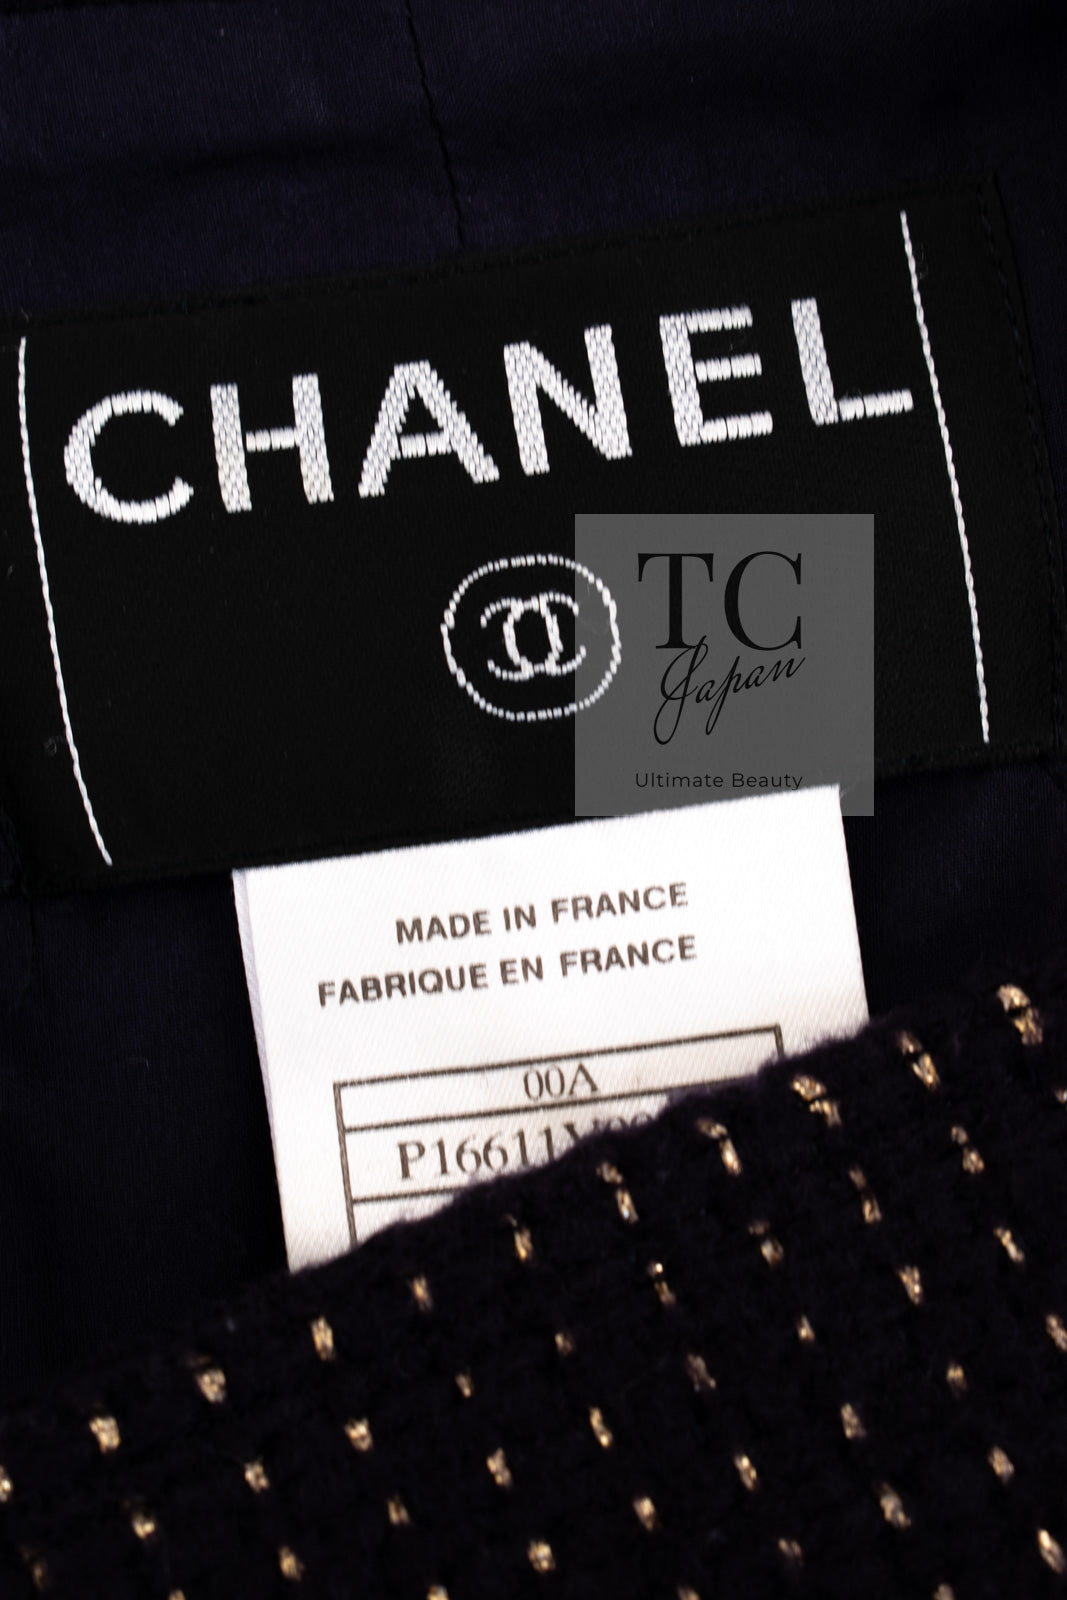 CHANEL
TC
Japan
Ultimate Beauty
MADE IN FRANCE
FABRIQUE EN FRANCE
00A